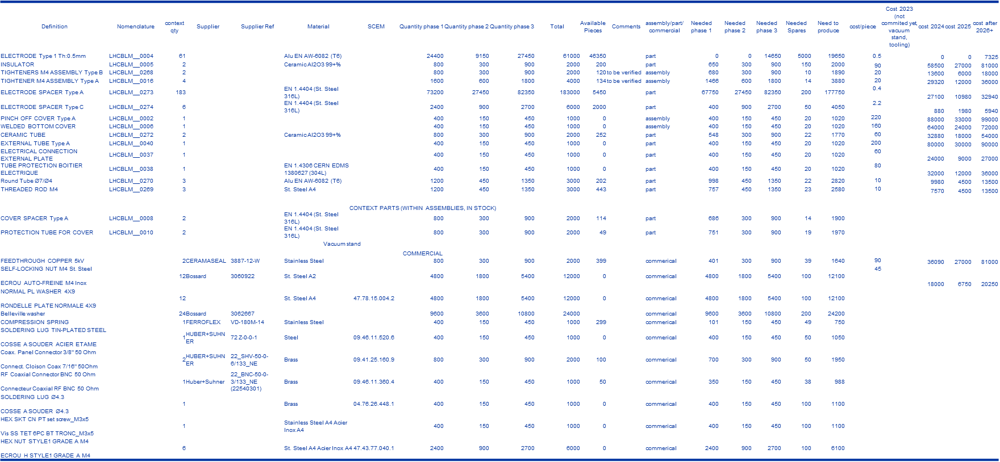 Definition Nomenclature context qty Supplier Supplier Ref Material SCEM Quantity phase 1 Quantity phase 2 Quantity phase 3 Total Available Pieces Comments assembly/part/commercial Needed phase 1 Needed phase 2 Needed phase 3 Needed Spares Need to produce cost/piece Cost 2023 (not commited yet, vacuum stand, tooling) cost 2024 cost 2025 cost after 2026+
ELECTRODE Type 1 Th:0.5mm LHCBLM__0004 61 Alu EN AW-6082 (T6) 24400 9150 27450 61000 46350 part 0 0 14650 5000 19650 0.5 0 0 7325
INSULATOR LHCBLM__0005 2 Ceramic Al2O3 99+% 800 300 900 2000 200 part 650 300 900 150 2000 90 58500 27000 81000
TIGHTENERS M4 ASSEMBLY Type B LHCBLM__0268 2 800 300 900 2000 120 to be verified assembly 680 300 900 10 1890 20 13600 6000 18000
TIGHTENER M4 ASSEMBLY Type A LHCBLM__0016 4 1600 600 1800 4000 134 to be verified assembly 1466 600 1800 14 3880 20 29320 12000 36000
ELECTRODE SPACER Type A LHCBLM__0273 183 EN 1.4404 (St. Steel 316L) 73200 27450 82350 183000 5450 part 67750 27450 82350 200 177750 0.4 27100 10980 32940
ELECTRODE SPACER Type C LHCBLM__0274 6 EN 1.4404 (St. Steel 316L) 2400 900 2700 6000 2000 part 400 900 2700 50 4050 2.2 880 1980 5940
PINCH OFF COVER Type A LHCBLM__0002 1 400 150 450 1000 0 assembly 400 150 450 20 1020 220 88000 33000 99000
WELDED BOTTOM COVER LHCBLM__0006 1 400 150 450 1000 0 assembly 400 150 450 20 1020 160 64000 24000 72000
CERAMIC TUBE LHCBLM__0272 2 Ceramic Al2O3 99+% 800 300 900 2000 252 part 548 300 900 22 1770 60 32880 18000 54000
EXTERNAL TUBE Type A LHCBLM__0040 1 400 150 450 1000 0 part 400 150 450 20 1020 200 80000 30000 90000
ELECTRICAL CONNECTION EXTERNAL PLATE LHCBLM__0037 1 400 150 450 1000 0 part 400 150 450 20 1020 60 24000 9000 27000
TUBE PROTECTION BOITIER ELECTRIQUE LHCBLM__0038 1 EN 1.4306 CERN EDMS 1380627 (304L) 400 150 450 1000 0 part 400 150 450 20 1020 80 32000 12000 36000
Round Tube Ø7/Ø4 LHCBLM__0270 3 Alu EN AW-6082 (T6) 1200 450 1350 3000 202 part 998 450 1350 22 2820 10 9980 4500 13500
THREADED ROD M4 LHCBLM__0269 3 St. Steel A4 1200 450 1350 3000 443 part 757 450 1350 23 2580 10 7570 4500 13500
CONTEXT PARTS (WITHIN ASSEMBLIES, IN STOCK)
COVER SPACER Type A LHCBLM__0008 2 EN 1.4404 (St. Steel 316L) 800 300 900 2000 114 part 686 300 900 14 1900
PROTECTION TUBE FOR COVER LHCBLM__0010 2 EN 1.4404 (St. Steel 316L) 800 300 900 2000 49 part 751 300 900 19 1970
Vacuum stand
COMMERCIAL
FEEDTHROUGH COPPER 5kV 2 CERAMASEAL 3887-12-W Stainless Steel 800 300 900 2000 399 commerical 401 300 900 39 1640 90 36090 27000 81000
SELF-LOCKING NUT M4 St. Steel 45
12 Bossard 3060922 St. Steel A2 4800 1800 5400 12000 0 commerical 4800 1800 5400 100 12100
ECROU AUTO-FREINE M4 Inox 18000 6750 20250
NORMAL PL WASHER 4X9
12 St. Steel A4 47.78.15.004.2 4800 1800 5400 12000 0 commerical 4800 1800 5400 100 12100
RONDELLE PLATE NORMALE 4X9
Belleville washer 24 Bossard 3062667 9600 3600 10800 24000 commerical 9600 3600 10800 200 24200
COMPRESSION SPRING 1 FERROFLEX VD-180M-14 Stainless Steel 400 150 450 1000 299 commerical 101 150 450 49 750
SOLDERING LUG TIN-PLATED STEEL
1 HUBER+SUHNER 72 Z-0-0-1 Steel 09.46.11.520.6 400 150 450 1000 0 commerical 400 150 450 50 1050
COSSE A SOUDER ACIER ETAME
Coax. Panel Connector 3/8" 50 Ohm
2 HUBER+SUHNER 22_SHV-50-0-6/133_NE Brass 09.41.25.160.9 800 300 900 2000 100 commerical 700 300 900 50 1950
Connect. Cloison Coax 7/16" 50Ohm
RF Coaxial Connector BNC 50 Ohm
1 Huber+Suhner 22_BNC-50-0-3/133_NE (22540301) Brass 09.46.11.360.4 400 150 450 1000 50 commerical 350 150 450 38 988
Connecteur Coaxial RF BNC 50 Ohm
SOLDERING LUG Ø4.3
1 Brass 04.76.26.448.1 400 150 450 1000 0 commerical 400 150 450 100 1100
COSSE A SOUDER Ø4.3
HEX SKT CN PT set screw_M3x5
1 Stainless Steel A4 Acier Inox A4 400 150 450 1000 0 commerical 400 150 450 100 1100
Vis SS TET 6PC BT TRONC_M3x5
HEX NUT STYLE1 GRADE A M4
6 St. Steel A4 Acier Inox A4 47.43.77.040.1 2400 900 2700 6000 0 commerical 2400 900 2700 100 6100
ECROU H STYLE1 GRADE A M4